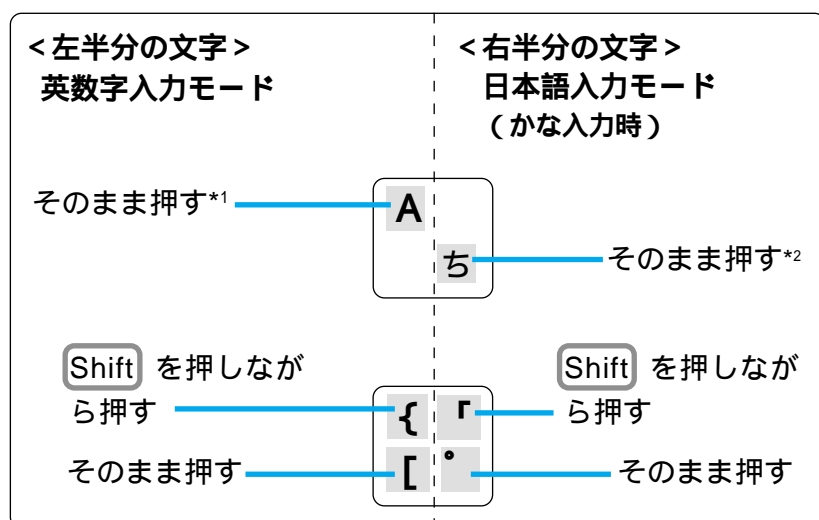 <左半分の文字>
英数字入力モード
<右半分の文字>
日本語入力モード
(かな入力時)
そのまま押す*1
A
ち
そのまま押す*2
Shift を押しなが
ら押す
{
「
Shift を押しなが
ら押す
そのまま押す
[
゜
そのまま押す